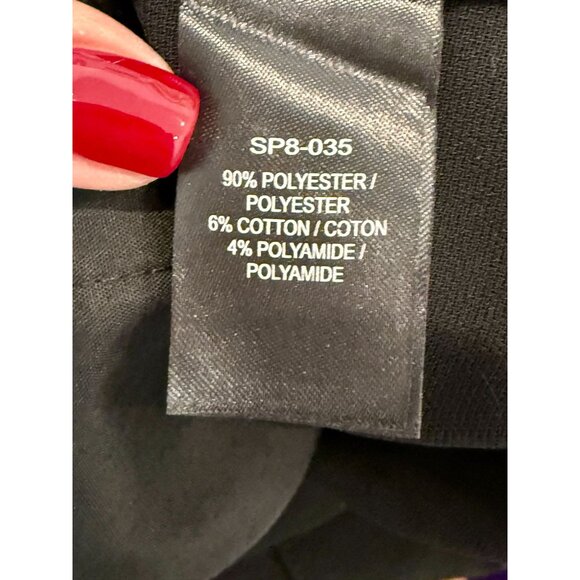 SP8-035
90% POLYESTER /
POLYESTER
6% COTTON / COTON
4% POLYAMIDE /
POLYAMIDE